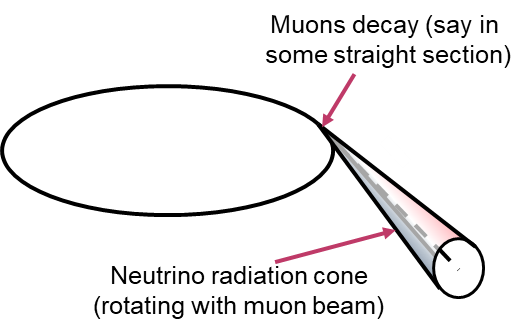 Muons decay (say in
some straight section)
Neutrino radiation cone
(rotating with muon beam)